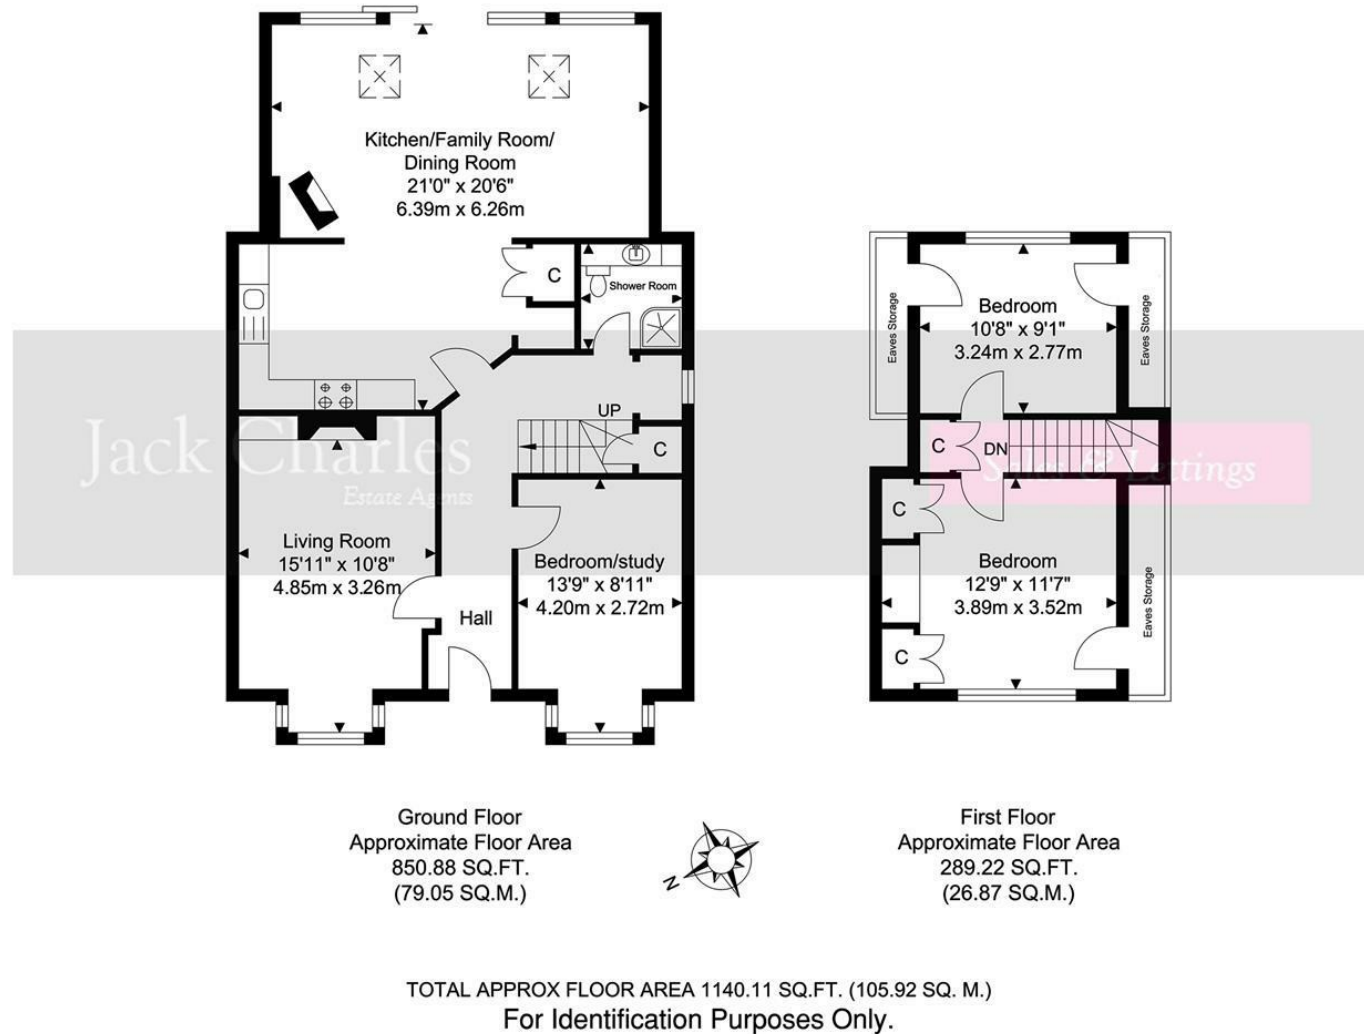 Kitchen/Family Room/
Dining Room
21'0" x 20'6"
6.39m x 6.26m
C
Shower Room
UP
C
Living Room
15'11" x 10'8"
4.85m x 3.26m
Hall
Bedroom/study
13'9" x 8'11"
4.20m x 2.72m
Eaves Storage
Bedroom
10'8" x 9'1"
3.24m x 2.77m
Eaves Storage
C
DN
C
Bedroom
12'9" x 11'7"
3.89m x 3.52m
C
Eaves Storage
Jack Charles
Estate Agents
Sales & Lettings
Ground Floor
Approximate Floor Area
850.88 SQ.FT.
(79.05 SQ.M.)
N
First Floor
Approximate Floor Area
289.22 SQ.FT.
(26.87 SQ.M.)
TOTAL APPROX FLOOR AREA 1140.11 SQ.FT. (105.92 SQ. M.)
For Identification Purposes Only.